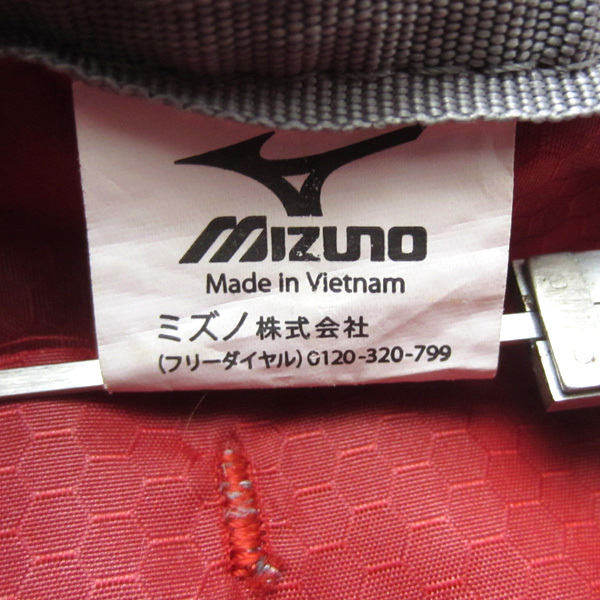 MIZUNO
Made in Vietnam
ミズノ株式会社
(フリーダイヤル) 0120-320-799